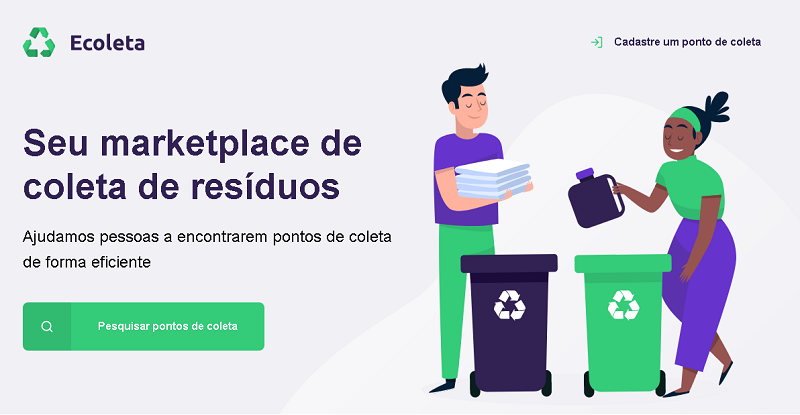 Ecoleta
Cadastre um ponto de coleta
Seu marketplace de
coleta de resíduos
Ajudamos pessoas a encontrarem pontos de coleta
de forma eficiente
Pesquisar pontos de coleta